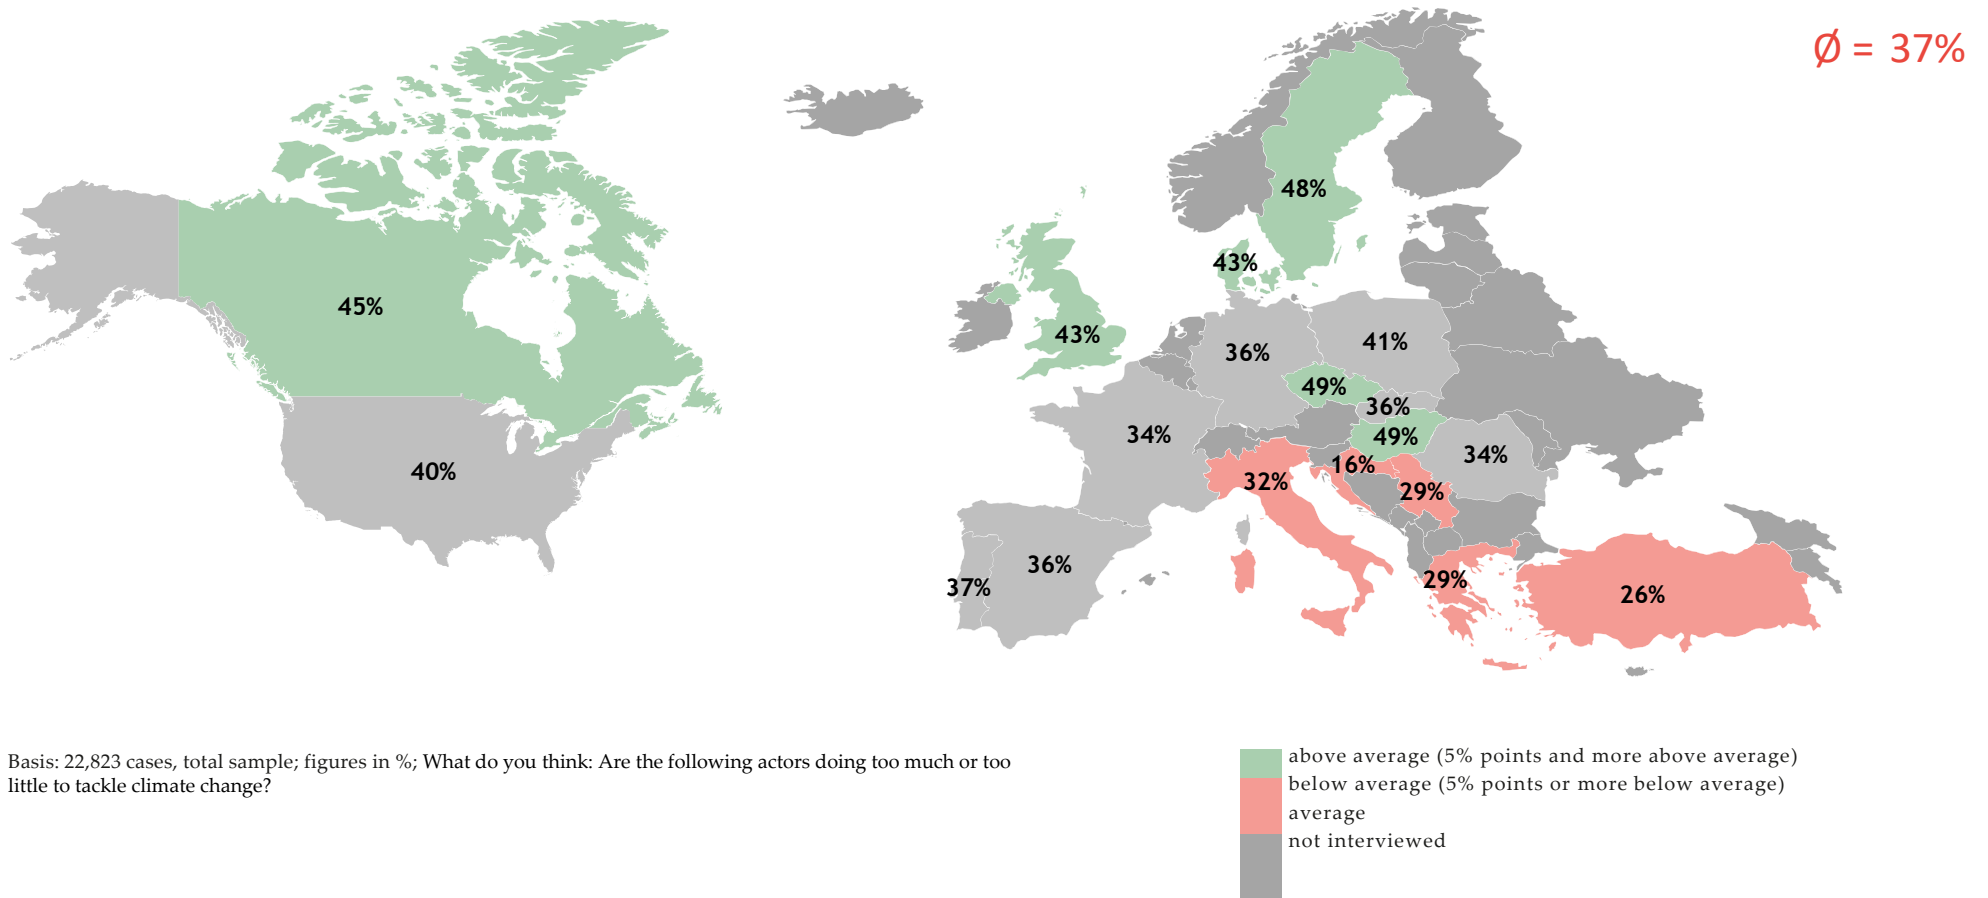 Ø = 37%
48%
43%
45%
43%
41%
36%
49%
36%
34%
49%
34%
40%
16%
32%
29%
36%
29%
37%
26%
Basis: 22,823 cases, total sample; figures in %; What do you think: Are the following actors doing too much or too
little to tackle climate change?
above average (5% points and more above average)
below average (5% points or more below average)
average
not interviewed